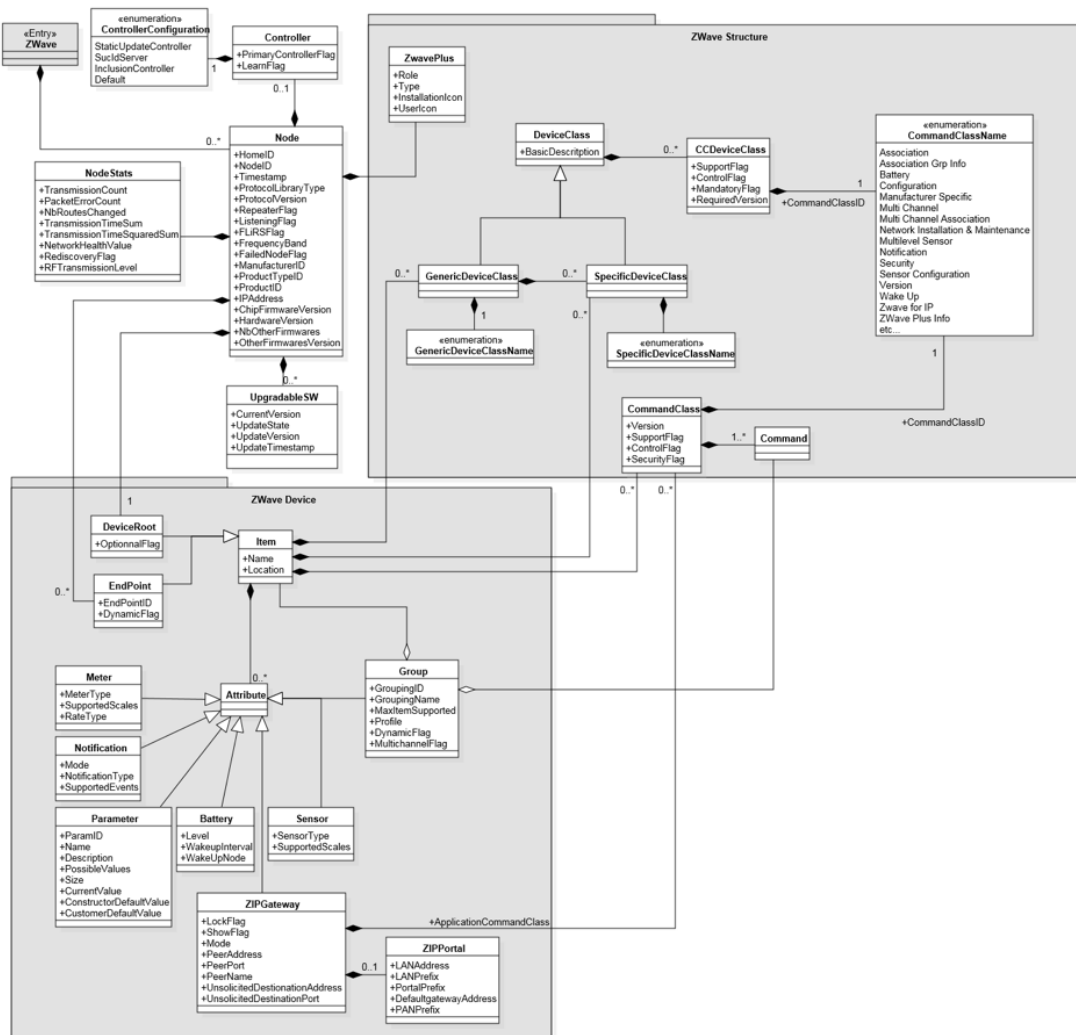 «Entry»
ZWave
«enumeration»
ControllerConfiguration
StaticUpdateController
SucIdServer
InclusionController
Default
1
Controller
+PrimaryControllerFlag
+LearnFlag
0..1
0..*
Node
+HomeID
+NodeID
+Timestamp
+ProtocolLibraryType
+ProtocolVersion
+RepeaterFlag
+ListeningFlag
+FLiRSFlag
+FrequencyBand
+FailedNodeFlag
+ManufacturerID
+ProductTypeID
+ProductID
+IPAddress
+ChipFirmwareVersion
+HardwareVersion
+NbOtherFirmwares
+OtherFirmwaresVersion
NodeStats
+TransmissionCount
+PacketErrorCount
+NbRoutesChanged
+TransmissionTimeSum
+TransmissionTimeSquaredSum
+NetworkHealthValue
+RediscoveryFlag
+RFTransmissionLevel
0..*
UpgradableSW
+CurrentVersion
+UpdateState
+UpdateVersion
+UpdateTimestamp
ZWave Structure
ZwavePlus
+Role
+Type
+InstallationIcon
+UserIcon
DeviceClass
+BasicDescritption
0..*
CCDeviceClass
+SupportFlag
+ControlFlag
+MandatoryFlag
+RequiredVersion
1
+CommandClassID
«enumeration»
CommandClassName
Association
Association Grp Info
Battery
Configuration
Manufacturer Specific
Multi Channel
Multi Channel Association
Network Installation & Maintenance
Multilevel Sensor
Notification
Security
Sensor Configuration
Version
Wake Up
Zwave for IP
ZWave Plus Info
etc...
0..*
GenericDeviceClass
0..*
SpecificDeviceClass
0..*
1
«enumeration»
GenericDeviceClassName
«enumeration»
SpecificDeviceClassName
1
+CommandClassID
CommandClass
+Version
+SupportFlag
+ControlFlag
+SecurityFlag
1..*
Command
0..*
0..*
ZWave Device
1
DeviceRoot
+OptionnalFlag
Item
+Name
+Location
EndPoint
+EndPointID
+DynamicFlag
0..*
0..*
Meter
+MeterType
+SupportedScales
+RateType
Attribute
Group
+GroupingID
+GroupingName
+MaxItemSupported
+Profile
+DynamicFlag
+MultichannelFlag
Notification
+Mode
+NotificationType
+SupportedEvents
Parameter
+ParamID
+Name
+Description
+PossibleValues
+Size
+CurrentValue
+ConstructorDefaultValue
+CustomerDefaultValue
Battery
+Level
+WakeupInterval
+WakeUpNode
Sensor
+SensorType
+SupportedScales
ZIPGateway
+LockFlag
+ShowFlag
+Mode
+PeerAddress
+PeerPort
+PeerName
+UnsolicitedDestionationAddress
+UnsolicitedDestinationPort
+ApplicationCommandClass
0..1
ZIPPortal
+LANAddress
+LANPrefix
+PortalPrefix
+DefaultgatewayAddress
+PANPrefix